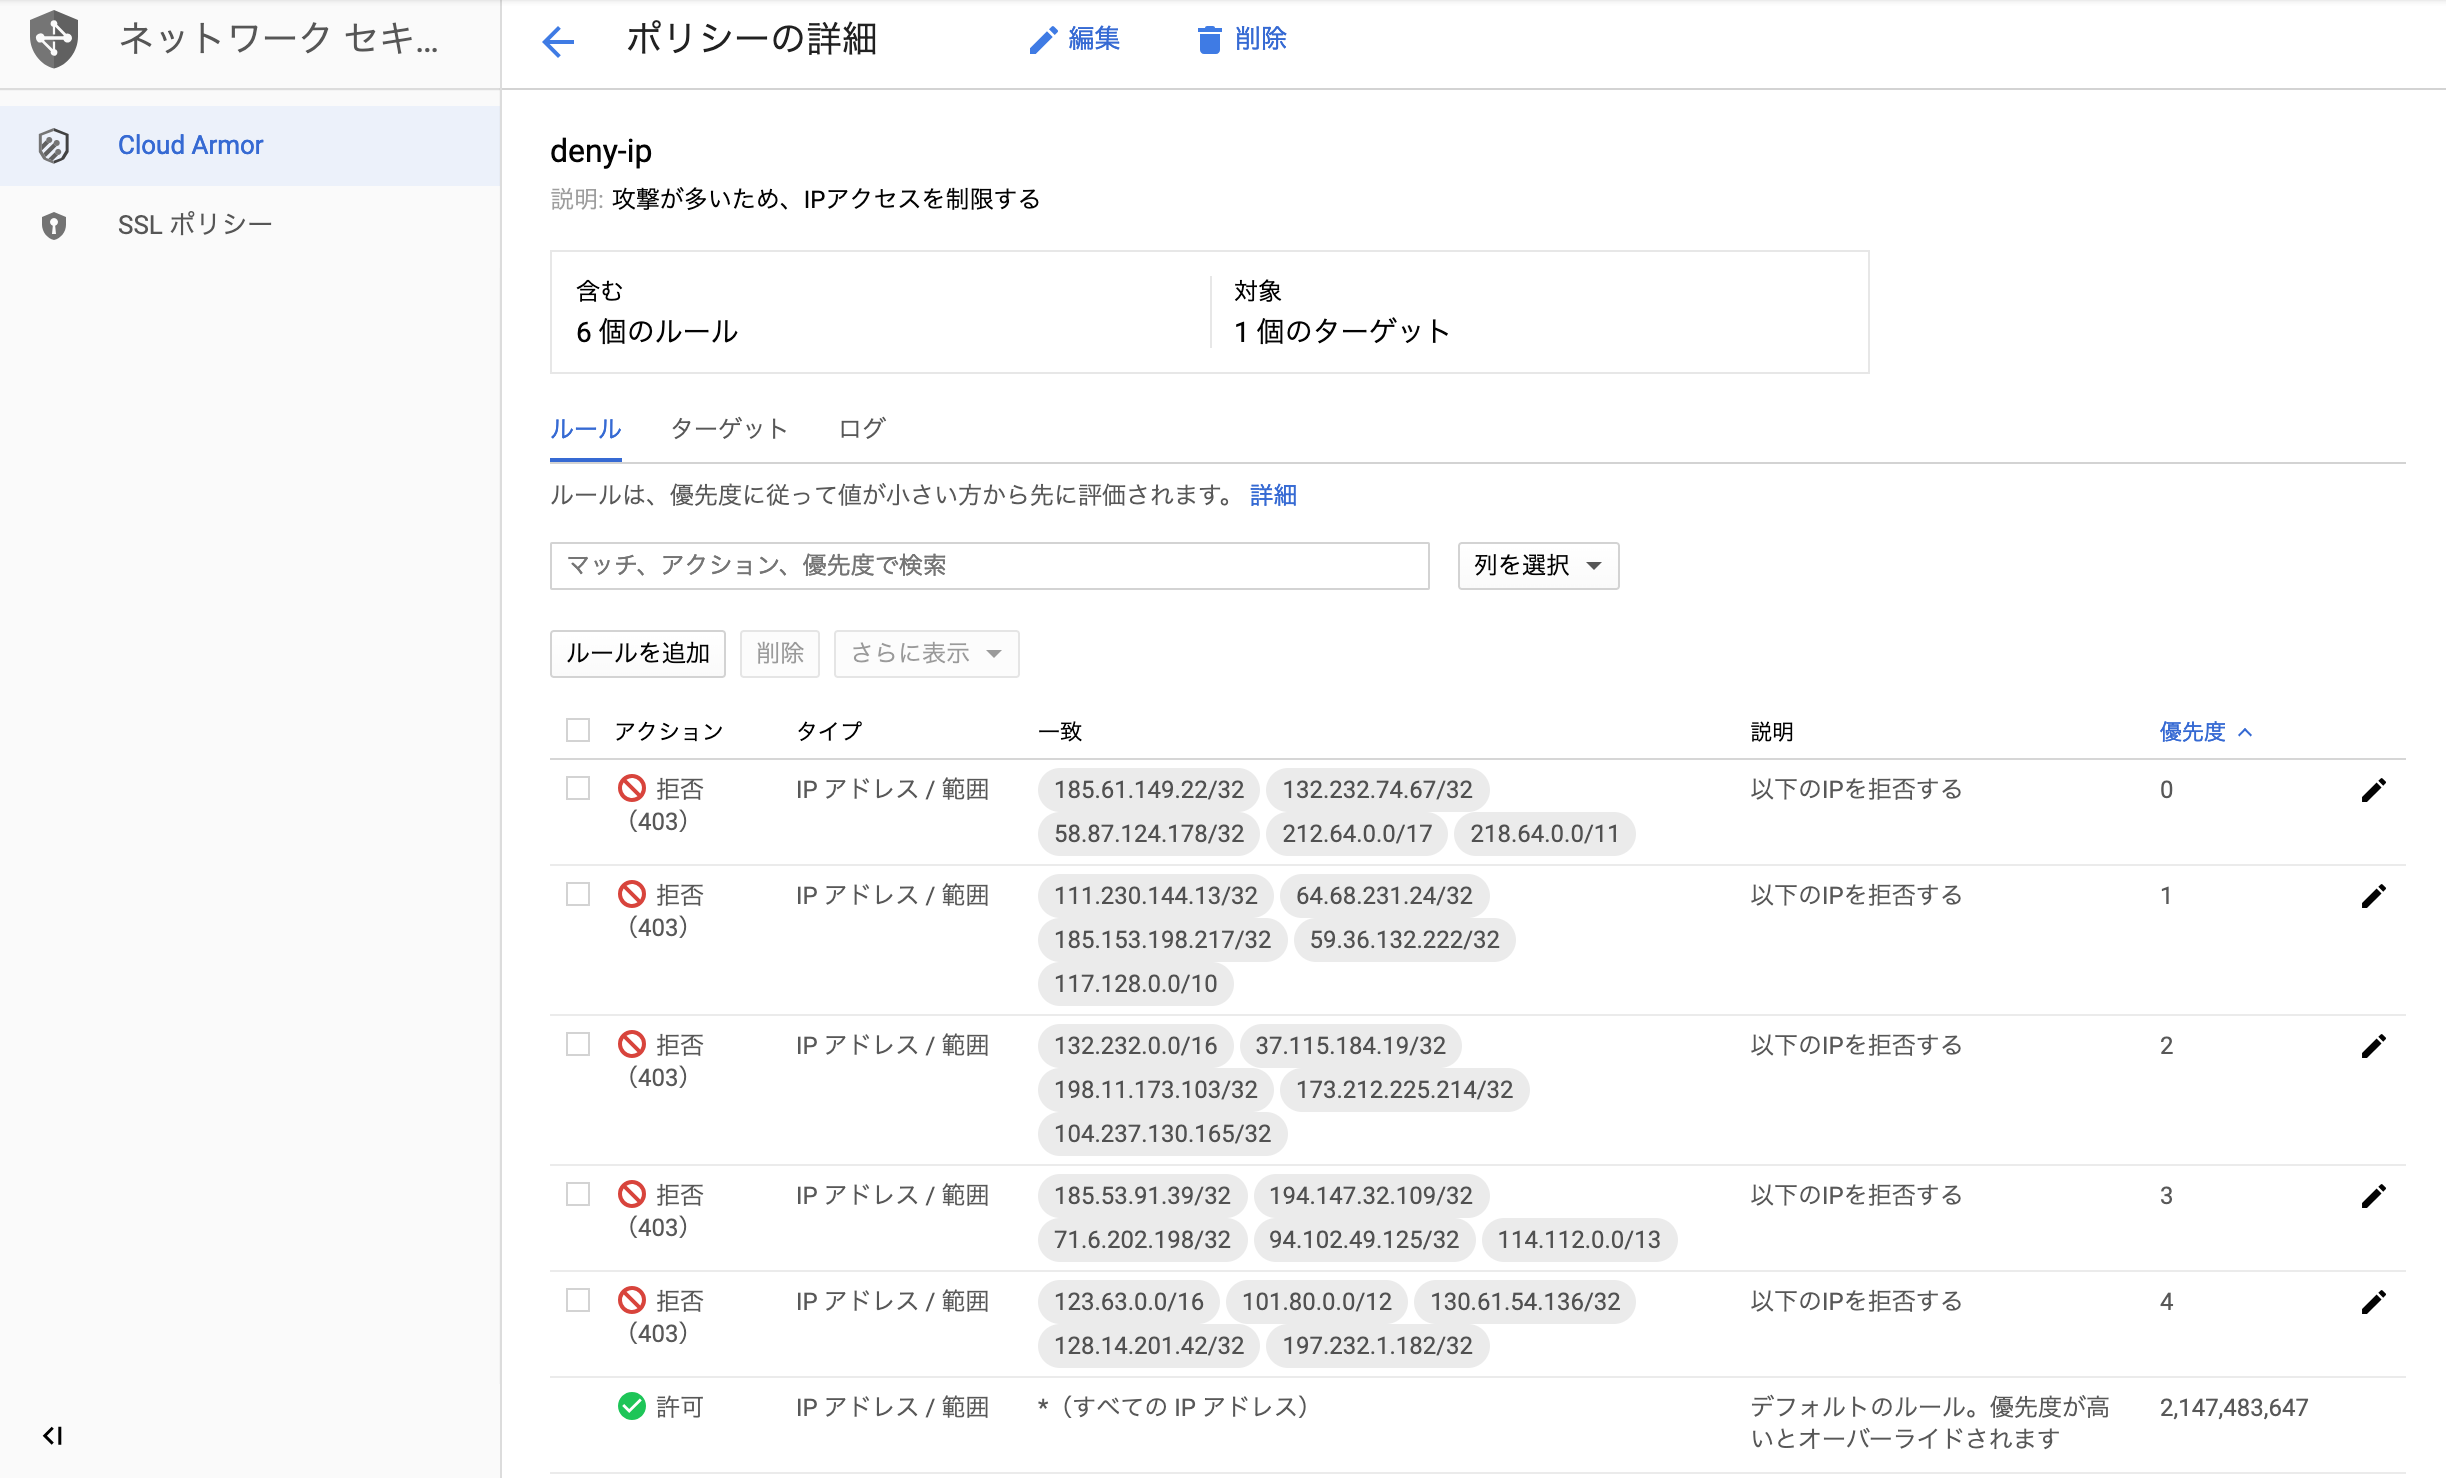 ネットワーク セキ...
ポリシーの詳細
編集
削除
Cloud Armor
SSL ポリシー
deny-ip
説明: 攻撃が多いため、IPアクセスを制限する
含む
6 個のルール
対象
1 個のターゲット
ルール ターゲット ログ
ルールは、優先度に従って値が小さい方から先に評価されます。 詳細
マッチ、アクション、優先度で検索
列を選択
ルールを追加 削除 さらに表示
アクション タイプ 一致 説明 優先度
拒否 IP アドレス / 範囲 185.61.149.22/32 132.232.74.67/32 以下のIPを拒否する 0
（403） 58.87.124.178/32 212.64.0.0/17 218.64.0.0/11
拒否 IP アドレス / 範囲 111.230.144.13/32 64.68.231.24/32 以下のIPを拒否する 1
（403） 185.153.198.217/32 59.36.132.222/32
117.128.0.0/10
拒否 IP アドレス / 範囲 132.232.0.0/16 37.115.184.19/32 以下のIPを拒否する 2
（403） 198.11.173.103/32 173.212.225.214/32
104.237.130.165/32
拒否 IP アドレス / 範囲 185.53.91.39/32 194.147.32.109/32 以下のIPを拒否する 3
（403） 71.6.202.198/32 94.102.49.125/32 114.112.0.0/13
拒否 IP アドレス / 範囲 123.63.0.0/16 101.80.0.0/12 130.61.54.136/32 以下のIPを拒否する 4
（403） 128.14.201.42/32 197.232.1.182/32
許可 IP アドレス / 範囲 *（すべての IP アドレス） デフォルトのルール。優先度が高 2,147,483,647
いとオーバーライドされます